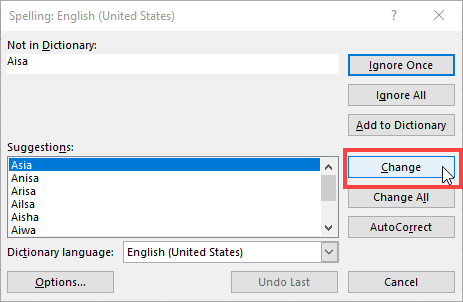 Spelling: English (United States) ? ×
Not in Dictionary:
Aisa
Ignore Once
Ignore All
Add to Dictionary
Suggestions:
Asia
Anisa
Arisa
Ailsa
Aisha
Aiwa
Change
Change All
AutoCorrect
Dictionary language: English (United States)
Options... Undo Last Cancel